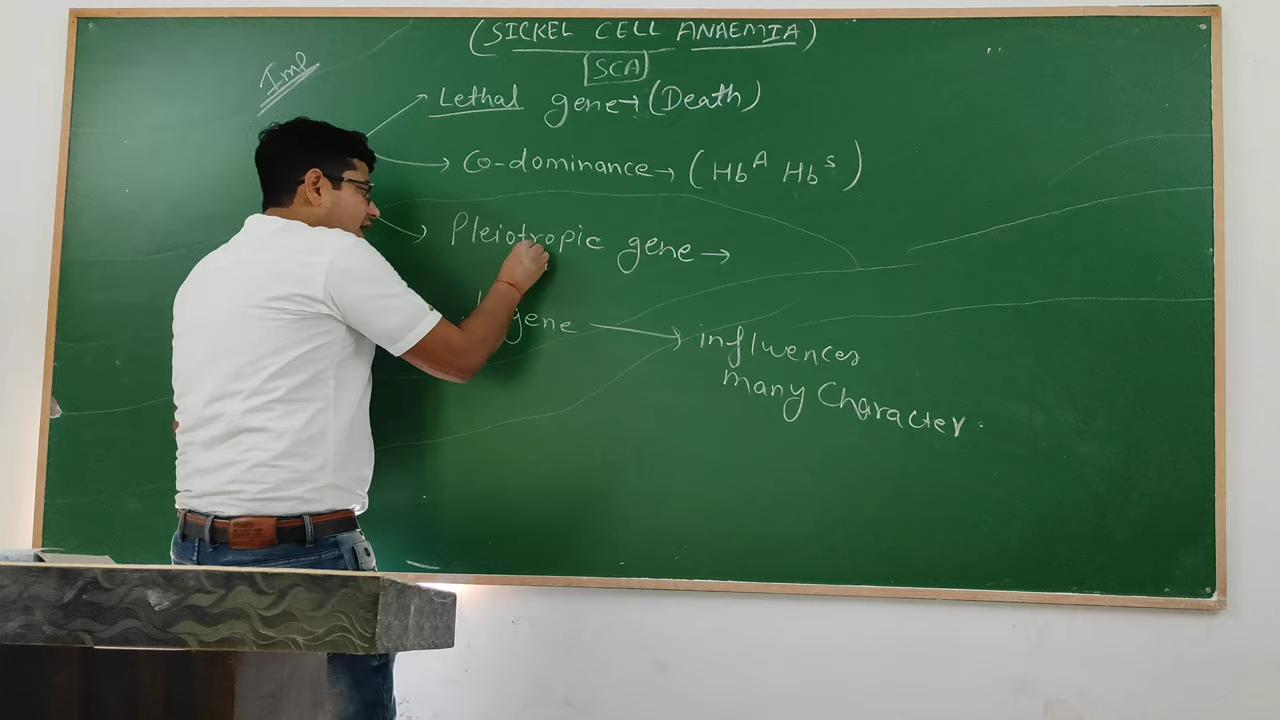 (SICKEL CELL ANAEMIA)
SCA
Imp
Lethal gene → (Death)
Co-dominance → (Hb^A Hb^S)
Pleiotropic gene →
gene → influences
many Character.